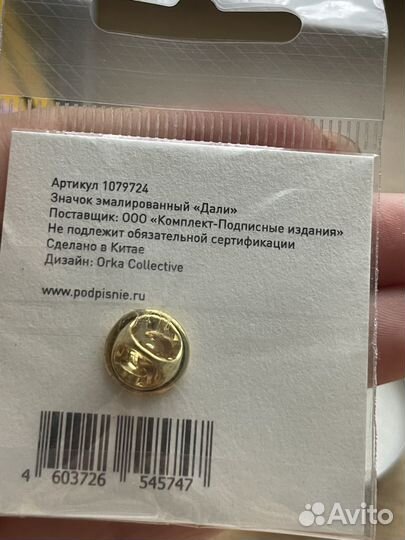 Артикул 1079724
Значок эмалированный «Дали»
Поставщик: ООО «Комплект-Подписные издания»
Не подлежит обязательной сертификации
Сделано в Китае
Дизайн: Orka Collective
www.podpisnie.ru
4 603726 545747
Avito